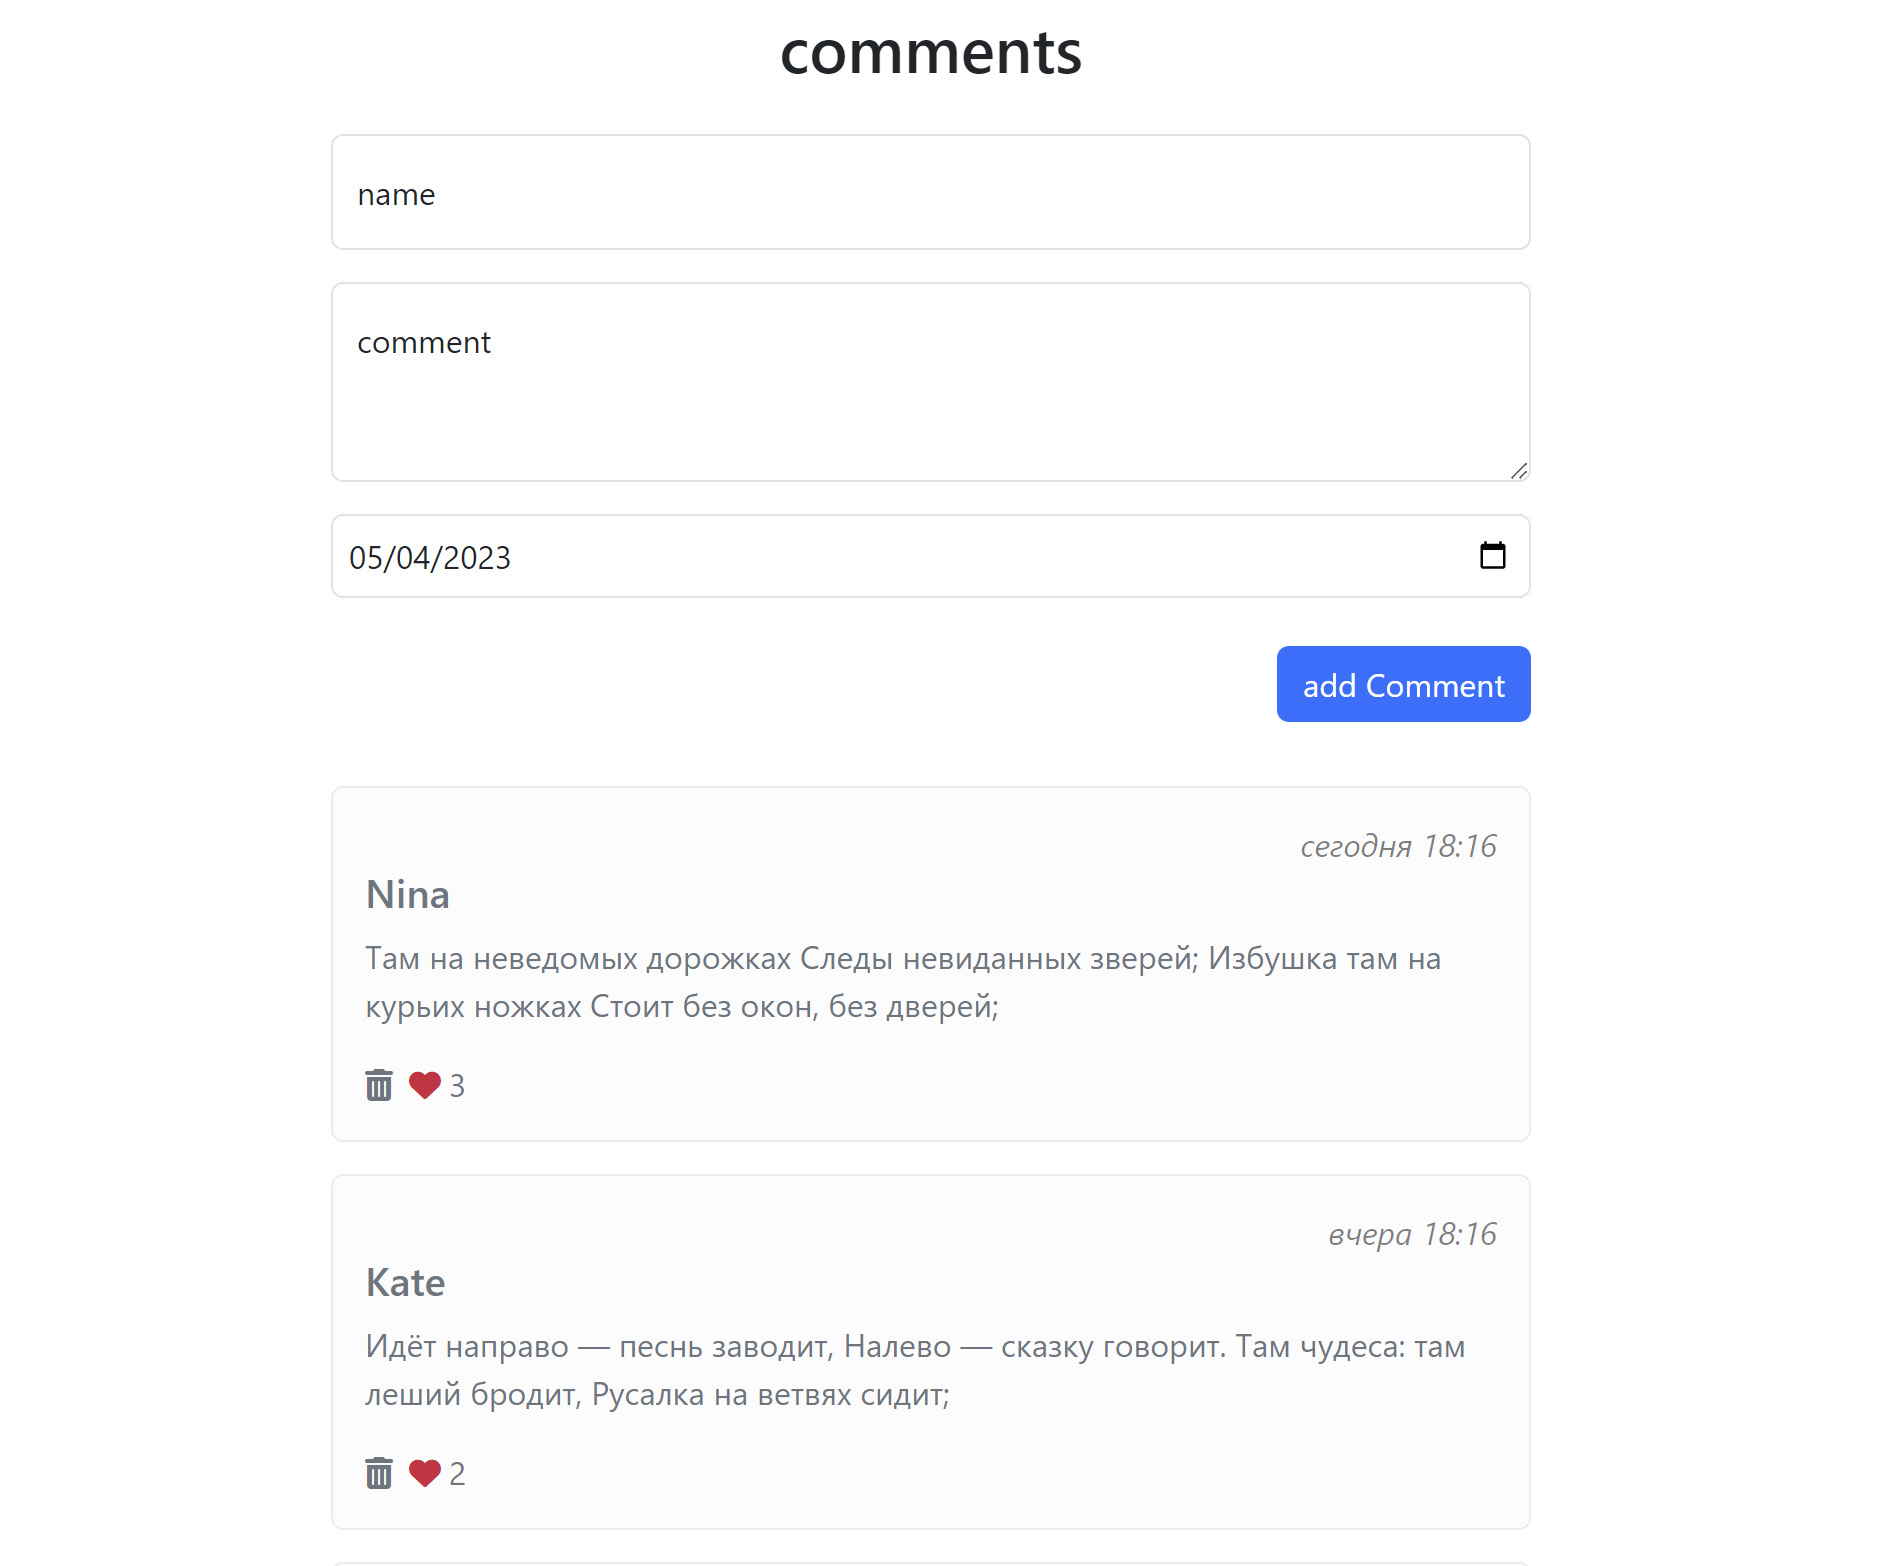 comments
name
comment
05/04/2023
add Comment
сегодня 18:16
Nina
Там на неведомых дорожках Следы невиданных зверей; Избушка там на
курьих ножках Стоит без окон, без дверей;
3
вчера 18:16
Kate
Идёт направо — песнь заводит, Налево — сказку говорит. Там чудеса: там
леший бродит, Русалка на ветвях сидит;
2